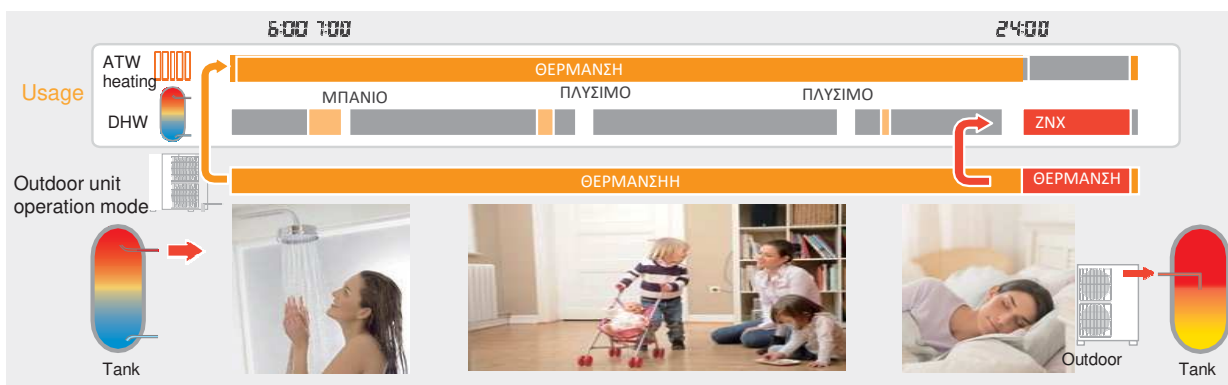 6:00 7:00 24:00
ATW
heating
ΘΕΡΜΑΝΣΗ
Usage
ΜΠΑΝΙΟ ΠΛΥΣΙΜΟ ΠΛΥΣΙΜΟ
DHW
ΖΝΧ
Outdoor unit
operation mode
ΘΕΡΜΑΝΣΗΗ
ΘΕΡΜΑΝΣΗ
Tank
Outdoor
Tank